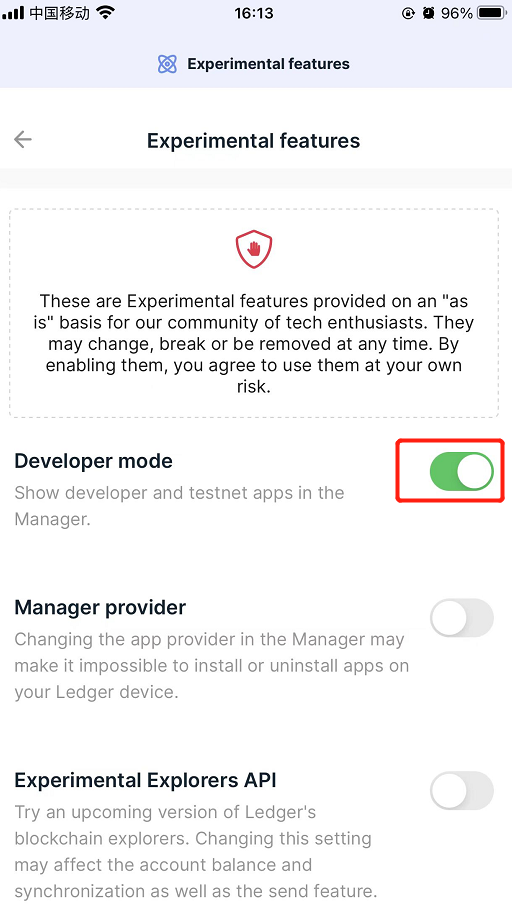 中国移动
16:13
96%
Experimental features
Experimental features
These are Experimental features provided on an "as
is" basis for our community of tech enthusiasts. They
may change, break or be removed at any time. By
enabling them, you agree to use them at your own
risk.
Developer mode
Show developer and testnet apps in the
Manager.
Manager provider
Changing the app provider in the Manager may
make it impossible to install or uninstall apps on
your Ledger device.
Experimental Explorers API
Try an upcoming version of Ledger's
blockchain explorers. Changing this setting
may affect the account balance and
synchronization as well as the send feature.